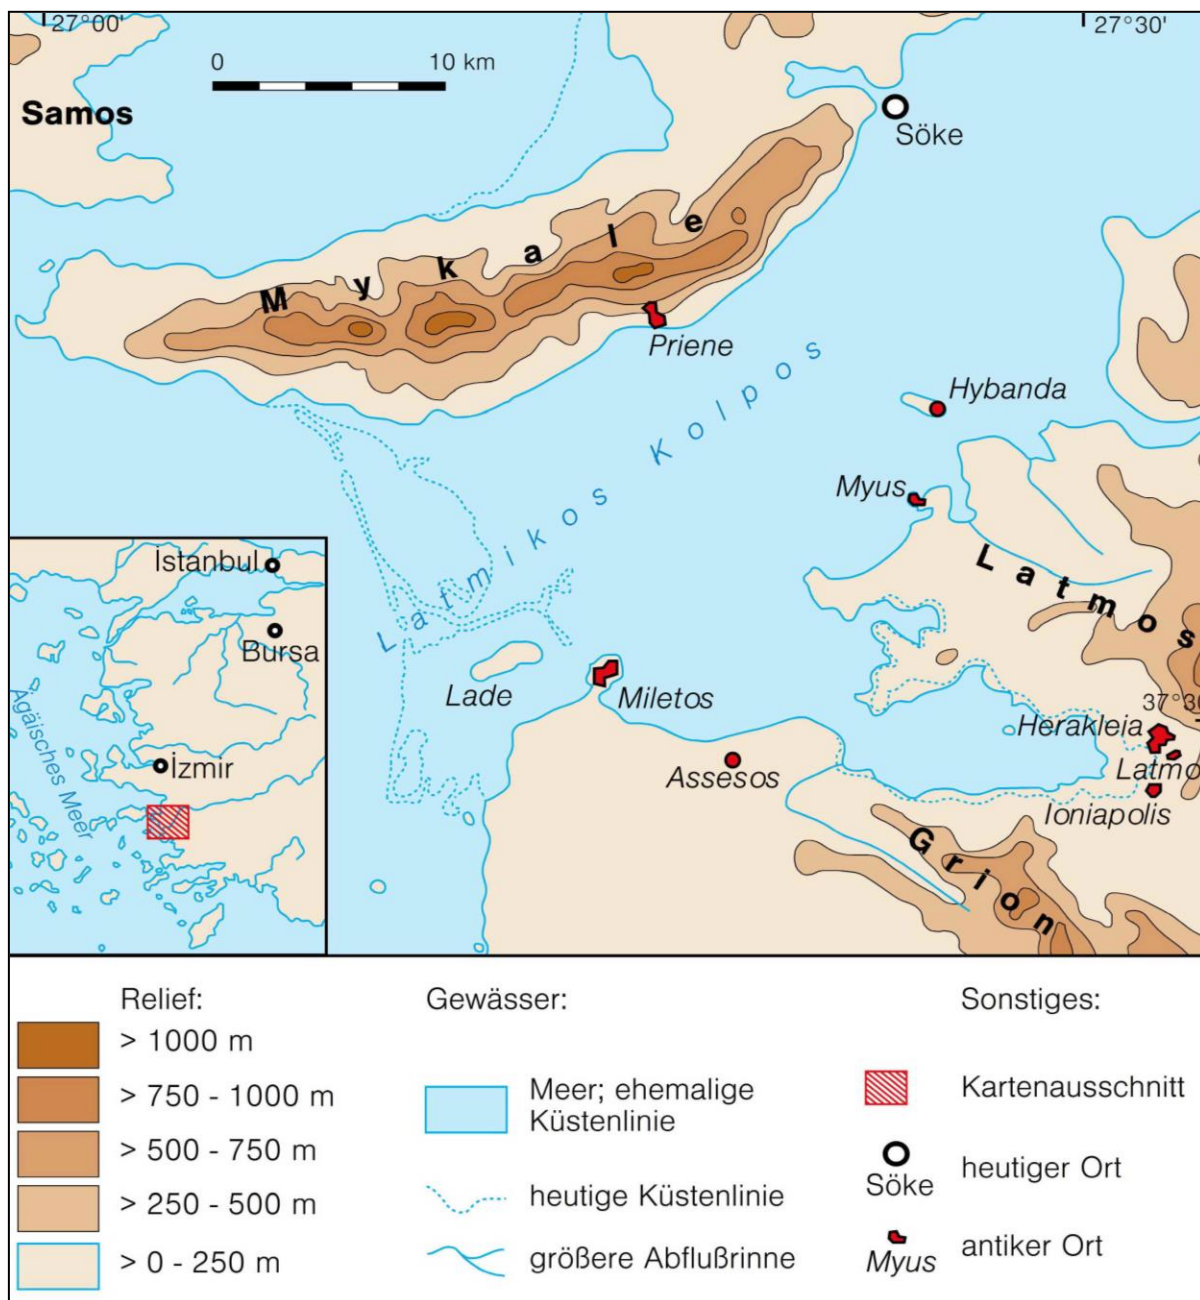 27°00'
27°30'
0 10 km
Samos
Söke
Mykale
Priene
Latmikos Kolpos
Hybanda
Myus
Latmos
Lade
Miletos
Assesos
37°30
Herakleia
Latmo
Ioniapolis
Grion
İstanbul
Bursa
İzmir
Ägäisches Meer
Relief:
> 1000 m
> 750 - 1000 m
> 500 - 750 m
> 250 - 500 m
> 0 - 250 m
Gewässer:
Meer; ehemalige
Küstenlinie
heutige Küstenlinie
größere Abflußrinne
Sonstiges:
Kartenausschnitt
Söke
heutiger Ort
Myus
antiker Ort